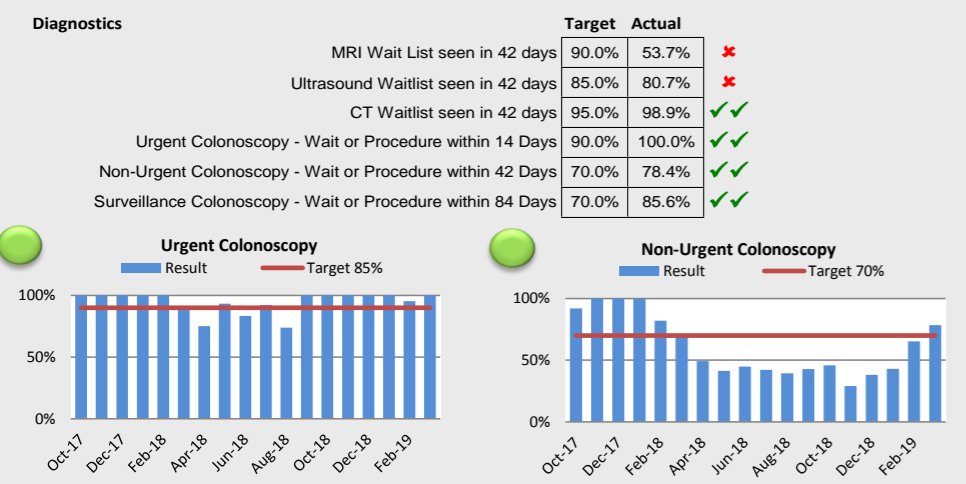 Diagnostics Target Actual
MRI Wait List seen in 42 days 90.0% 53.7%
Ultrasound Waitlist seen in 42 days 85.0% 80.7%
CT Waitlist seen in 42 days 95.0% 98.9%
Urgent Colonoscopy - Wait or Procedure within 14 Days 90.0% 100.0%
Non-Urgent Colonoscopy - Wait or Procedure within 42 Days 70.0% 78.4%
Surveillance Colonoscopy - Wait or Procedure within 84 Days 70.0% 85.6%
Urgent Colonoscopy
Result Target 85%
100%
50%
0%
Oct-17 Dec-17 Feb-18 Apr-18 Jun-18 Aug-18 Oct-18 Dec-18 Feb-19
Non-Urgent Colonoscopy
Result Target 70%
100%
50%
0%
Oct-17 Dec-17 Feb-18 Apr-18 Jun-18 Aug-18 Oct-18 Dec-18 Feb-19